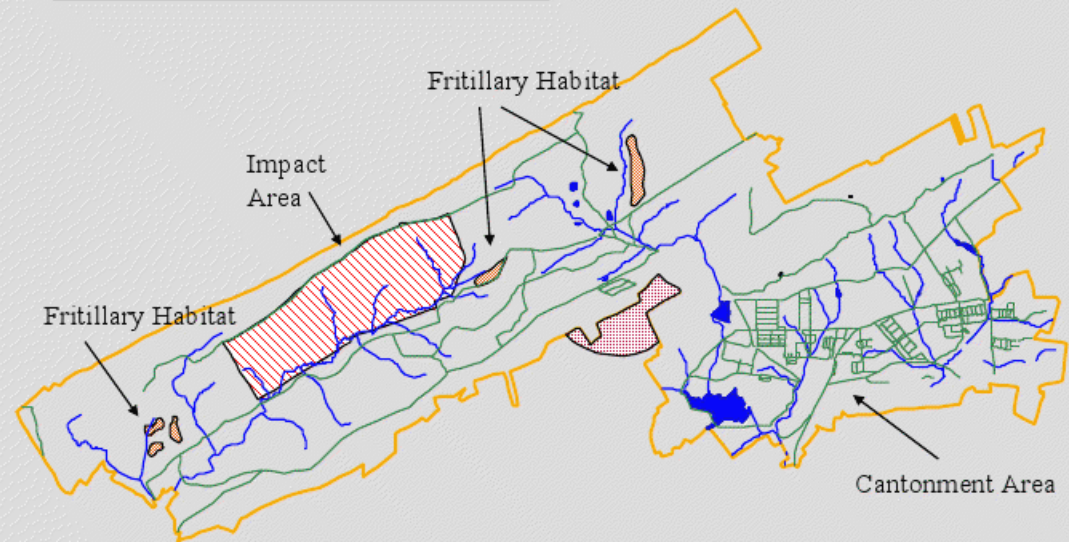 Fritillary Habitat
Impact
Area
Fritillary Habitat
Cantonment Area